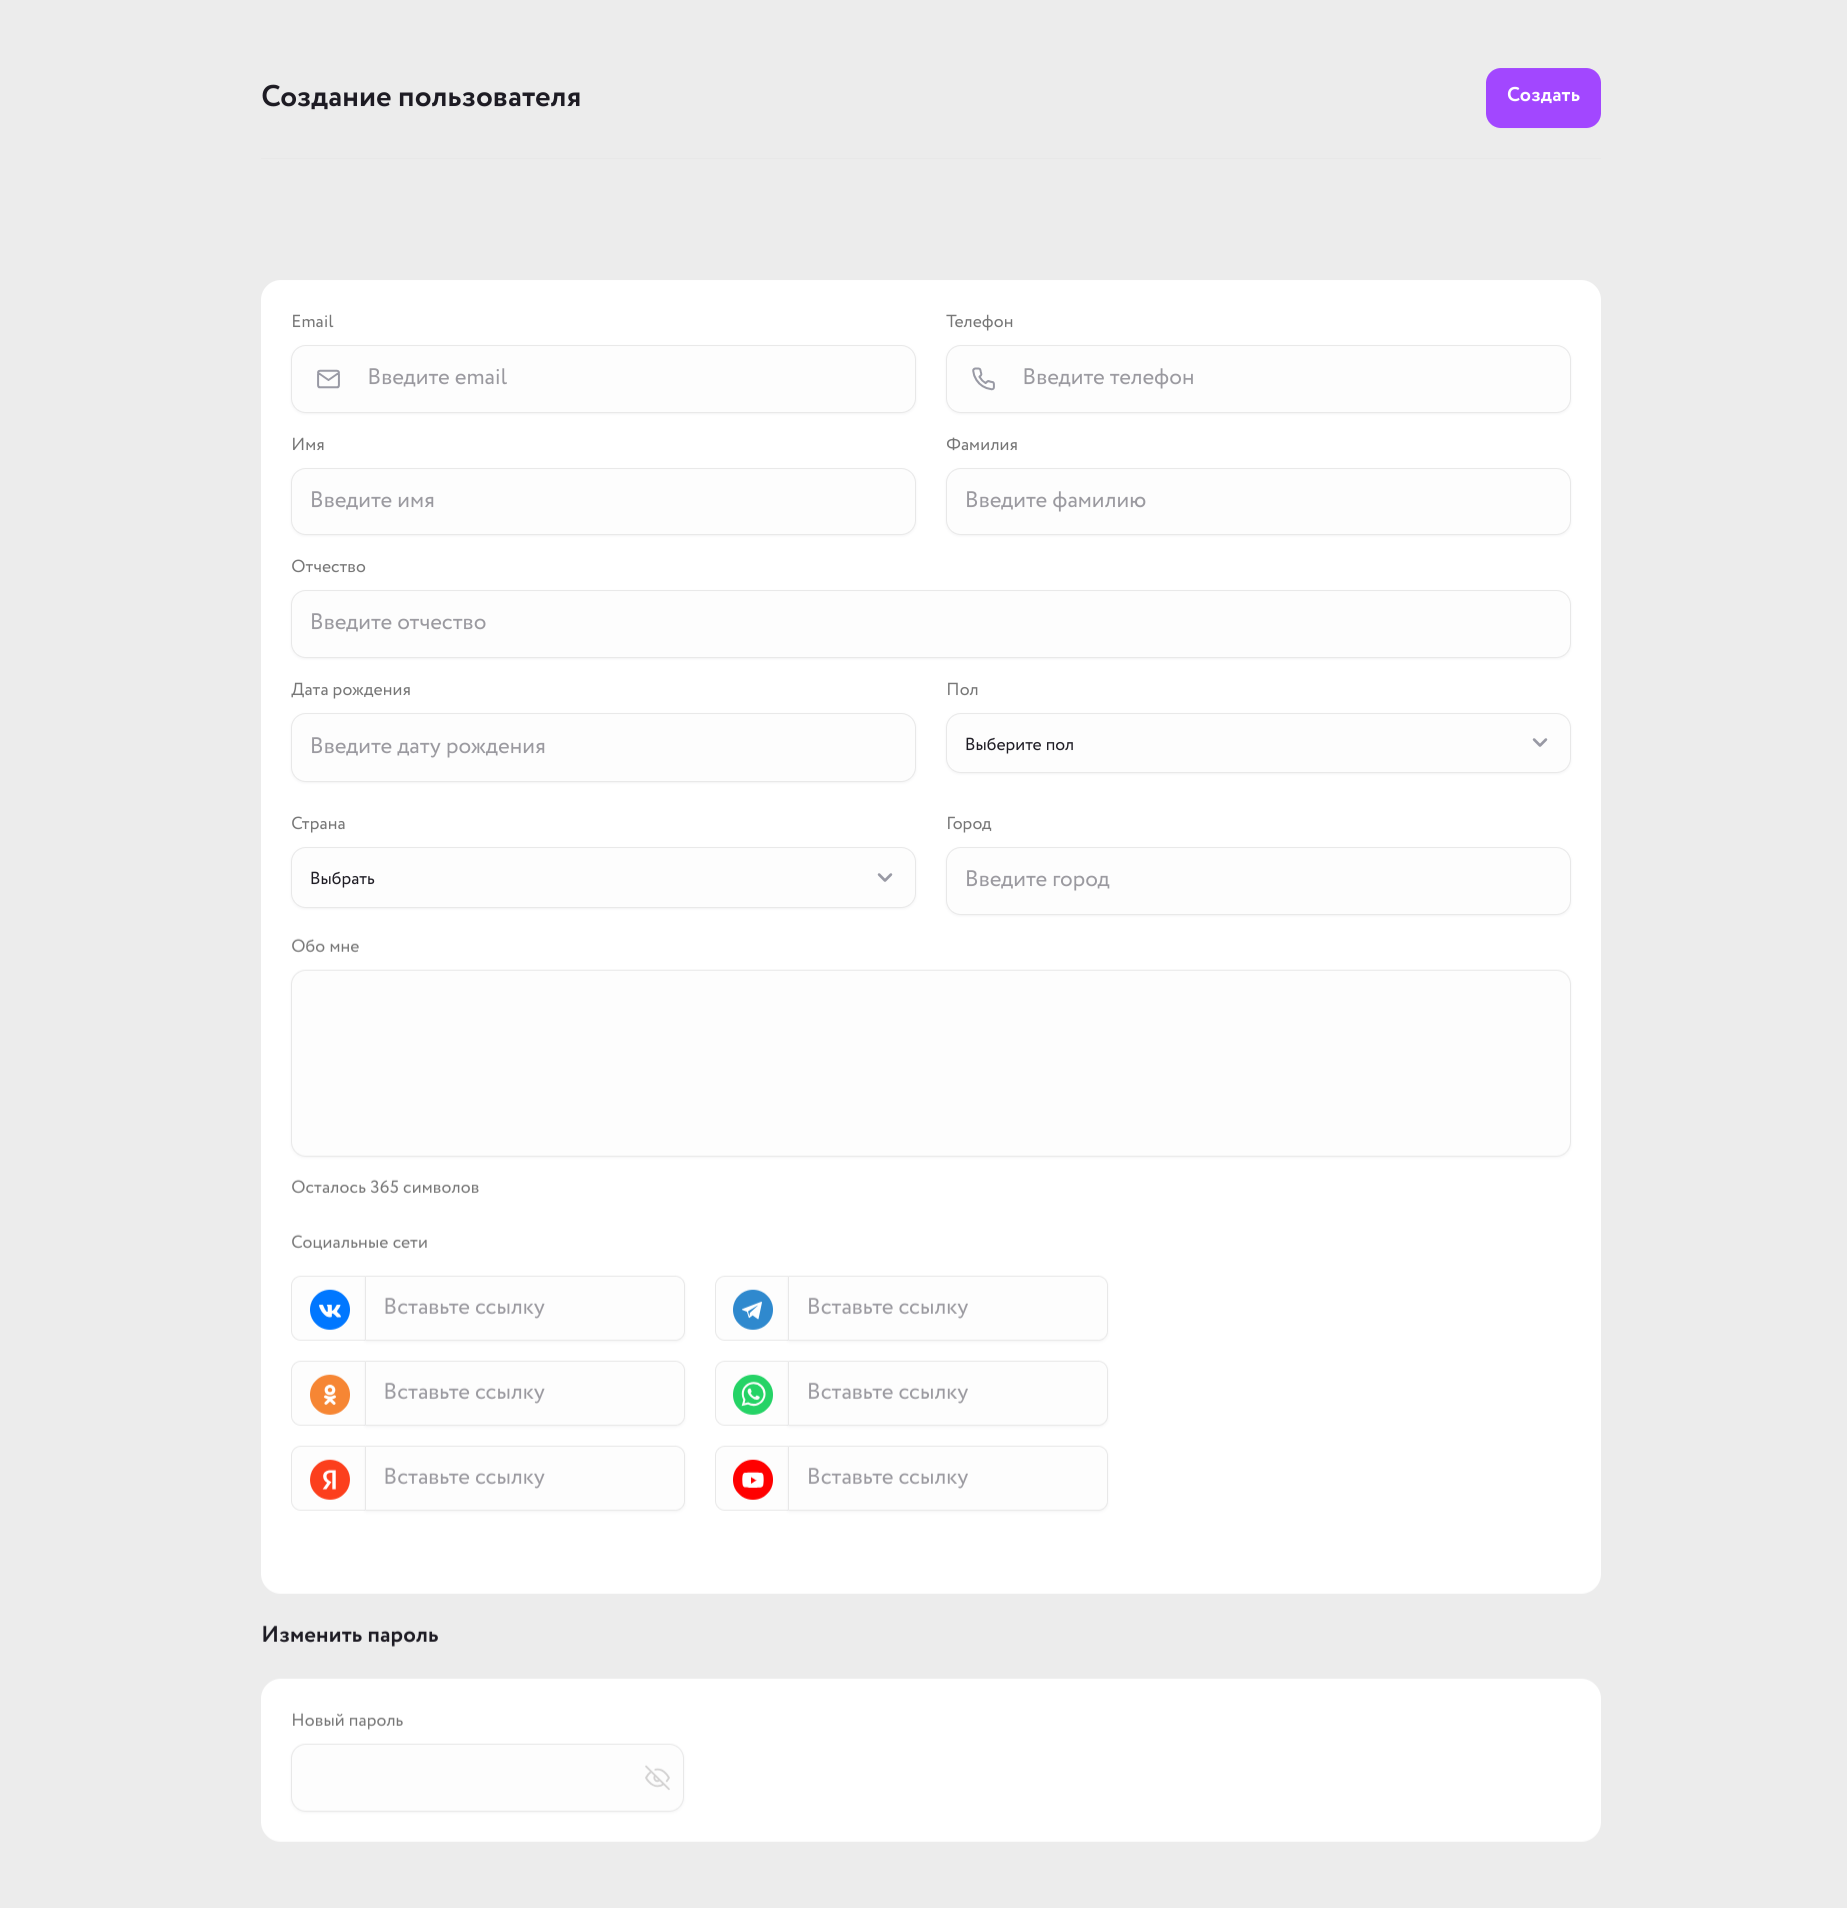 Создание пользователя
Создать
Email
Телефон
Введите email
Введите телефон
Имя
Фамилия
Введите имя
Введите фамилию
Отчество
Введите отчество
Дата рождения
Пол
Введите дату рождения
Выберите пол
Страна
Город
Выбрать
Введите город
Обо мне
Осталось 365 символов
Социальные сети
Вставьте ссылку
Вставьте ссылку
Вставьте ссылку
Вставьте ссылку
Я
Вставьте ссылку
Вставьте ссылку
Изменить пароль
Новый пароль